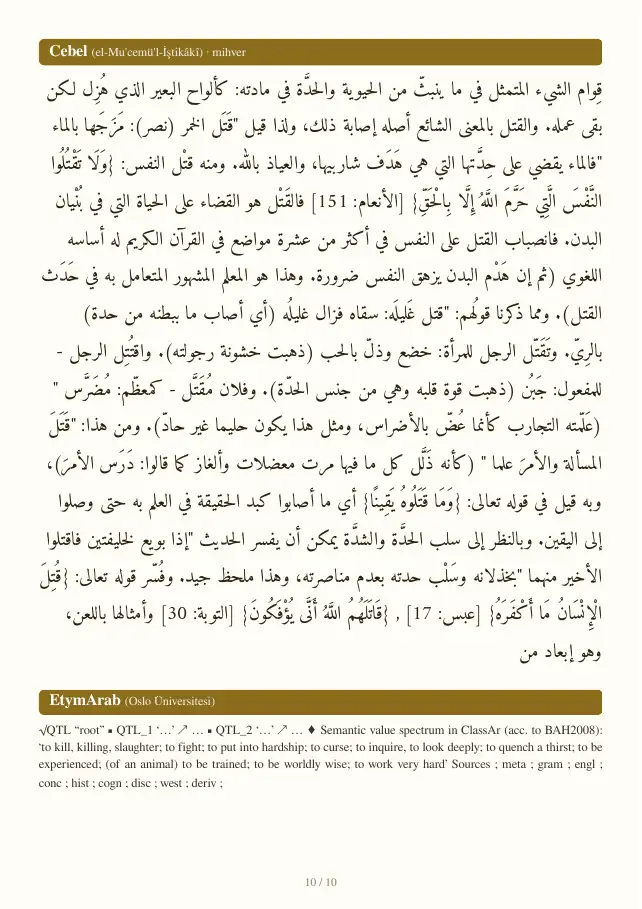 Cebel (el-Mu'cemü'l-İştikākī) · mihver
قِوام الشيء المتمثل في ما ينبثّ من الحيوية والحدَّة في مادته: كألواح البعير الذي هُزِل لكن
بقى عمله. والقتل بالمعنى الشائع أصله إصابة ذلك، ولذا قيل "قَتَل الخمر (نصر): مَزَجَها بالماء
"فالماء يقضي على حِدَّتها التي هي هَدَف شاربيها، والعياذ بالله. ومنه قتْل النفس: {وَلَا تَقْتُلُوا
النَّفْسَ الَّتِي حَرَّمَ اللَّهُ إِلَّا بِالْحَقِّ} [الأنعام: 151] فالقَتْل هو القضاء على الحياة التي في بُنْيان
البدن. فانصباب القتل على النفس في أكثر من عشرة مواضع في القرآن الكريم له أساسه
اللغوي (ثم إن هَدْم البدن يزهق النفس ضرورة. وهذا هو المعلم المشهور المتعامل به في حَدَث
القتل). ومما ذكرنا قولُهم: "قتل غَليلَه: سقاه فزال غليلُه (أي أصاب ما ببطنه من حدة)
بالرِيّ. وتَقَتّل الرجل للمرأة: خضع وذلّ بالحب (ذهبت خشونة رجولته). واقتُتِل الرجل -
للمفعول: جَبُنَ (ذهبت قوة قلبه وهي من جنس الحدّة). وفلان مُقَتَّل - كمعظّم: مُضَرَّس "
(عَلّمته التجارب كأنما عُضّ بالأضراس، ومثل هذا يكون حليما غير حادّ). ومن هذا: "قَتَلَ
المسألة والأمرَ علما " (كأنه ذَلَّل كل ما فيها مرت معضلات وألغاز كما قالوا: دَرَس الأمرَ)،
وبه قيل في قوله تعالى: {وَمَا قَتَلُوهُ يَقِينًا} أي ما أصابوا كبد الحقيقة في العلم به حتى وصلوا
إلى اليقين. وبالنظر إلى سلب الحدَّة والشدَّة يمكن أن يفسر الحديث "إذا بويع لخليفتين فاقتلوا
الأخير منهما "بخذلانه وسَلْب حدته بعدم مناصرته، وهذا ملحظ جيد. وفُسّر قوله تعالى: {قُتِلَ
الْإِنْسَانُ مَا أَكْفَرَهُ} [عبس: 17] , {قَاتَلَهُمُ اللَّهُ أَنَّى يُؤْفَكُونَ} [التوبة: 30] وأمثالها باللعن،
وهو إبعاد من
EtymArab (Oslo Üniversitesi)
√QTL “root” ▪ QTL_1 ‘…’ ↗ … ▪ QTL_2 ‘…’ ↗ … ♦ Semantic value spectrum in ClassAr (acc. to BAH2008):
‘to kill, killing, slaughter; to fight; to put into hardship; to curse; to inquire, to look deeply; to quench a thirst; to be
experienced; (of an animal) to be trained; to be worldly wise; to work very hard’ Sources ; meta ; gram ; engl ;
conc ; hist ; cogn ; disc ; west ; deriv ;
10 / 10